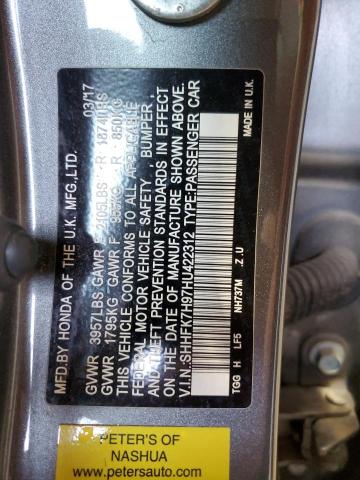 MFD.BY HONDA OF THE U.K. MFG.,LTD. 03/17
GVWR 3957LBS GAWR F 2105LBS R 1874LBS
GVWR 1795KG GAWR F 955KG R 850KG
THIS VEHICLE CONFORMS TO ALL APPLICABLE
FEDERAL MOTOR VEHICLE SAFETY , BUMPER ,
AND THEFT PREVENTION STANDARDS IN EFFECT
ON THE DATE OF MANUFACTURE SHOWN ABOVE.
V.I.N.:SHHFK7H97HU422312 TYPE:PASSENGER CAR
NH737M .Z.U
TGG H LF5 MADE IN U.K.
PETER'S OF
NASHUA
www.petersauto.com